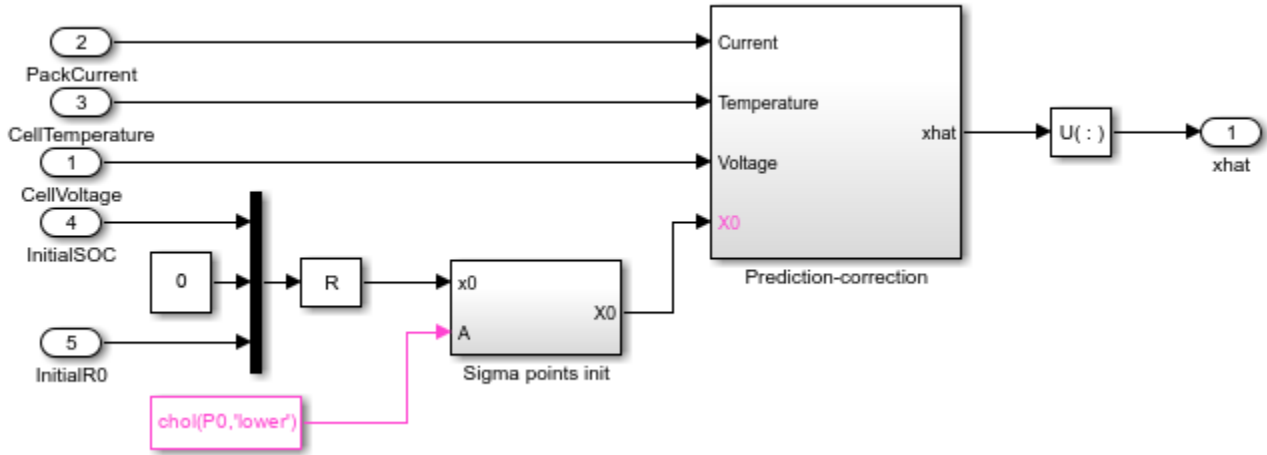 2
PackCurrent
3
CellTemperature
1
CellVoltage
4
InitialSOC
0
5
InitialR0
R
chol(P0,'lower')
x0
A
X0
Sigma points init
Current
Temperature
Voltage
X0
xhat
Prediction-correction
U( : )
1
xhat